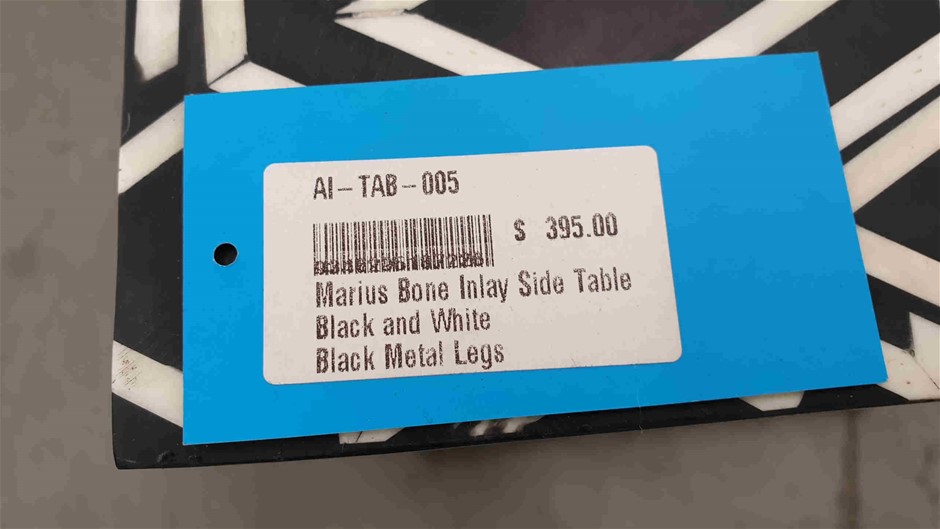 AI-TAB-005
$ 395.00
Marius Bone Inlay Side Table
Black and White
Black Metal Legs